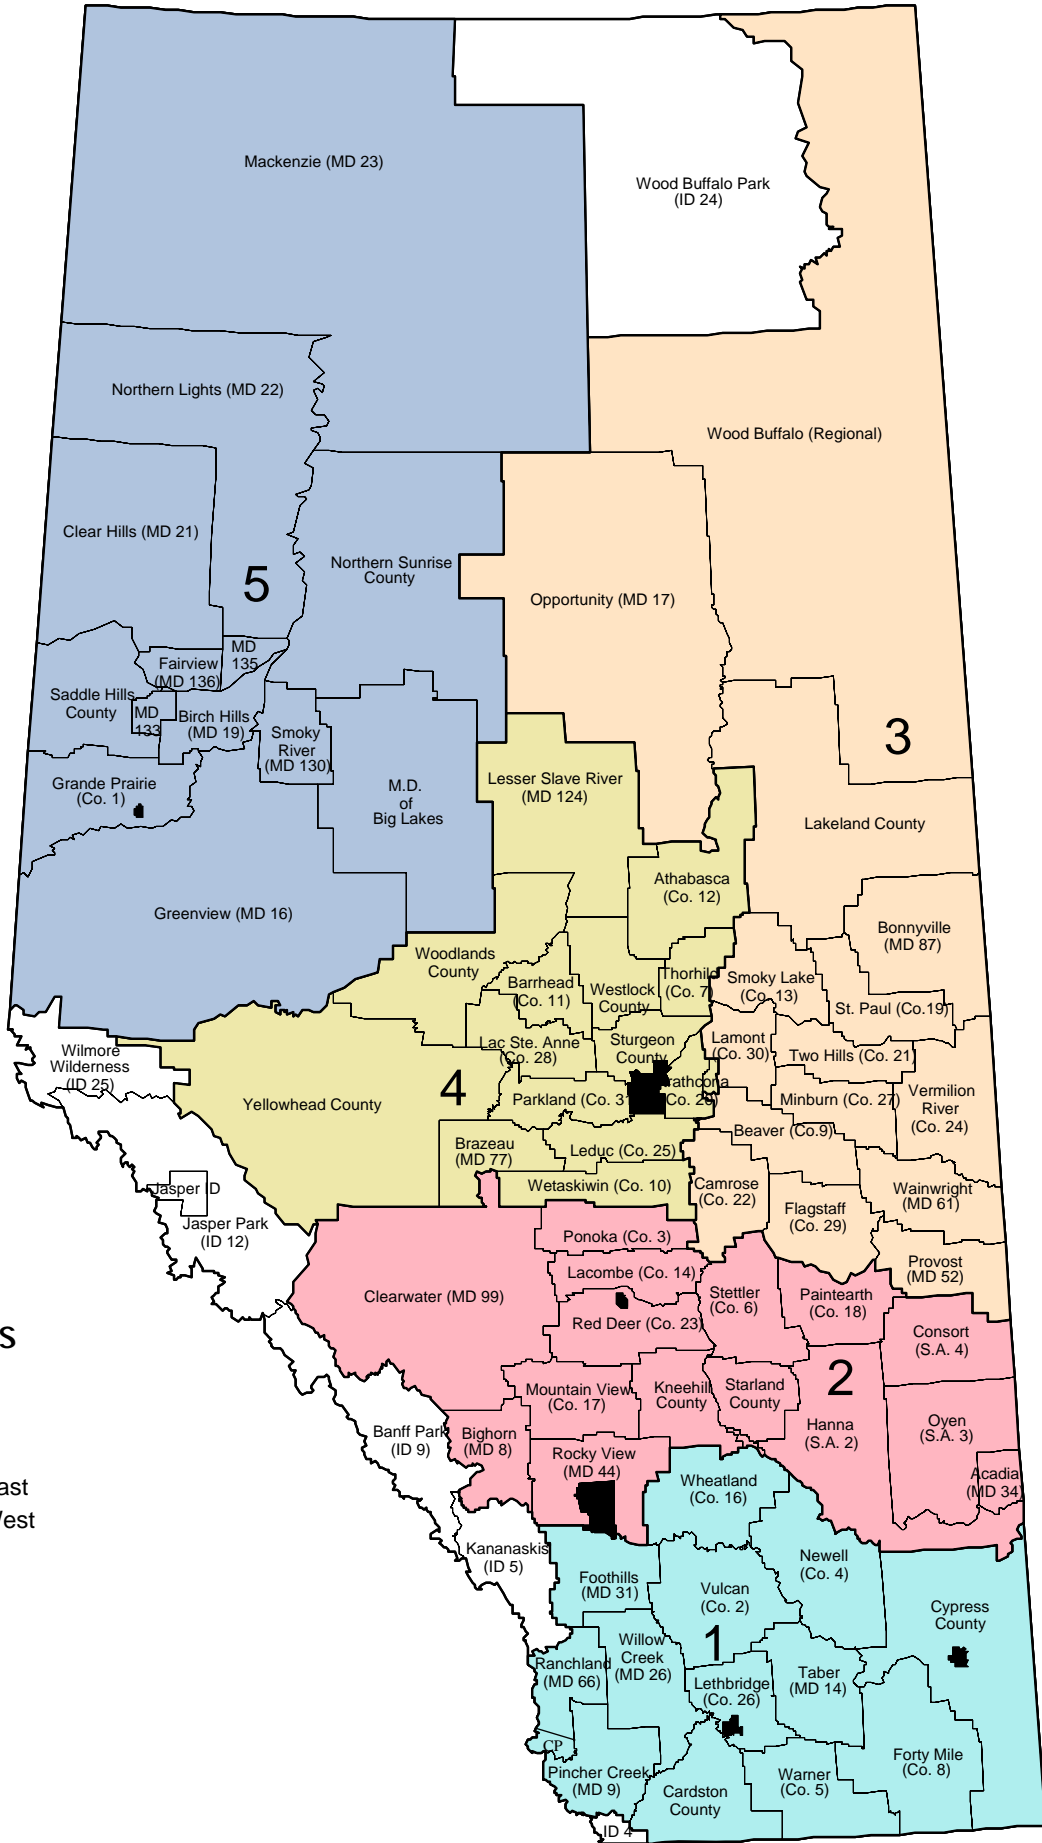 Mackenzie (MD 23)
Wood Buffalo Park
(ID 24)
Northern Lights (MD 22)
Wood Buffalo (Regional)
Clear Hills (MD 21)
Northern Sunrise
County
5
Opportunity (MD 17)
MD
135
Fairview
(MD 136)
Saddle Hills
County
MD
133
Birch Hills
(MD 19)
Smoky
River
(MD 130)
3
Grande Prairie
(Co. 1)
M.D.
of
Big Lakes
Lesser Slave River
(MD 124)
Lakeland County
Athabasca
(Co. 12)
Greenview (MD 16)
Bonnyville
(MD 87)
Woodlands
County
Barrhead
(Co. 11)
Westlock
County
Thorhild
(Co. 7)
Smoky Lake
(Co. 13)
St. Paul (Co.19)
Wilmore
Wilderness
(ID 25)
Lac Ste. Anne
(Co. 28)
Sturgeon
County
Lamont
(Co. 30)
Two Hills (Co. 21)
4
Yellowhead County
Parkland (Co. 31
rathcona
(Co. 20)
Minburn (Co. 27)
Vermilion
River
(Co. 24)
Beaver (Co.9)
Brazeau
(MD 77)
Leduc (Co. 25)
Wetaskiwin (Co. 10)
Camrose
(Co. 22)
Wainwright
(MD 61)
Jasper ID
Jasper Park
(ID 12)
Flagstaff
(Co. 29)
Ponoka (Co. 3)
Provost
(MD 52)
Lacombe (Co. 14)
Clearwater (MD 99)
Stettler
(Co. 6)
Paintearth
(Co. 18)
Red Deer (Co. 23)
Consort
(S.A. 4)
s
2
Mountain View
(Co. 17)
Kneehill
County
Starland
County
Hanna
(S.A. 2)
Oyen
(S.A. 3)
Banff Park
(ID 9)
Bighorn
(MD 8)
Rocky View
(MD 44)
Acadia
(MD 34)
ast
est
Wheatland
(Co. 16)
Kananaskis
(ID 5)
Newell
(Co. 4)
Foothills
(MD 31)
Vulcan
(Co. 2)
Cypress
County
1
Willow
Creek
(MD 26)
Ranchland
(MD 66)
Lethbridge
(Co. 26)
Taber
(MD 14)
CP
Forty Mile
(Co. 8)
Pincher Creek
(MD 9)
Warner
(Co. 5)
Cardston
County
ID 4